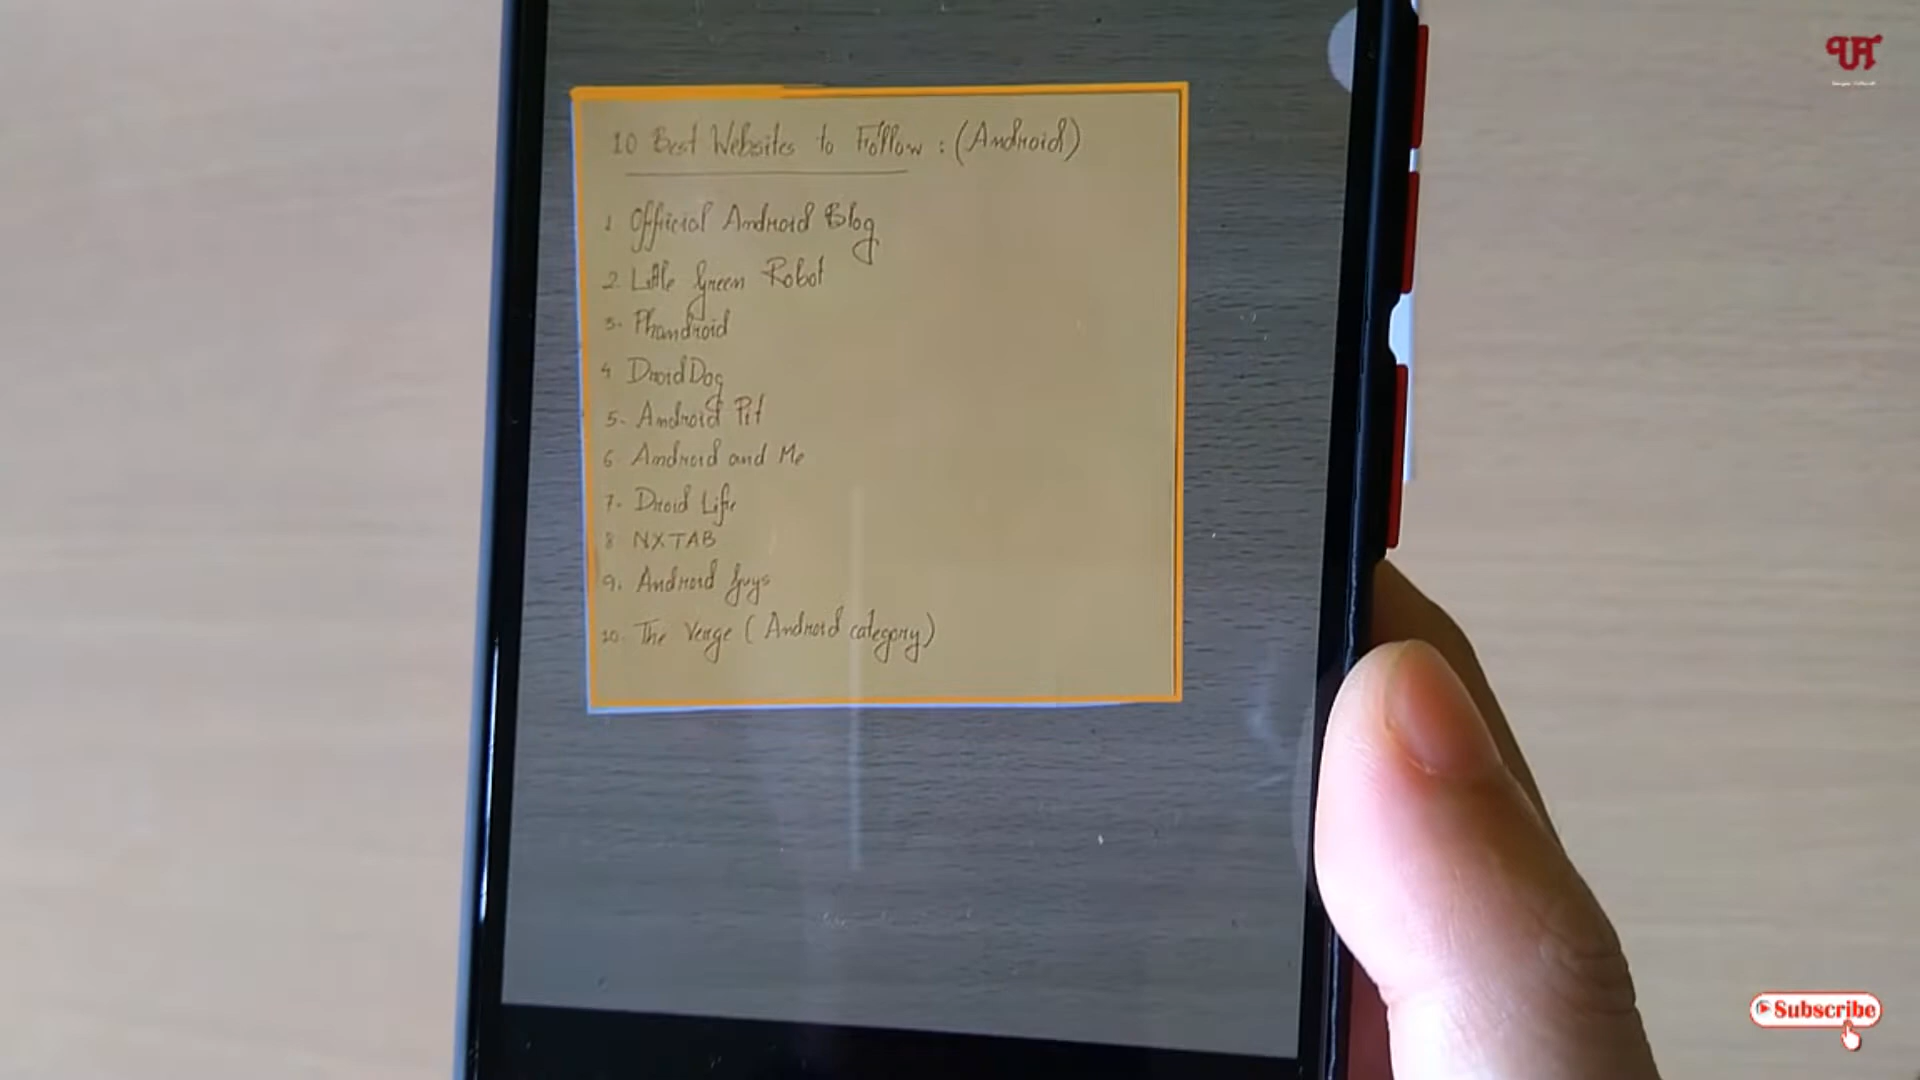 10 Best Websites to Follow : (Android)
1 Official Android Blog
2. Little Green Robot
3. Phandroid
4 DroidDog
5. Android Pit
6. Android and Me
7. Droid Life
8 NXTAB
9. Android Guys
10. The Verge (Android category)
UA
Subscribe